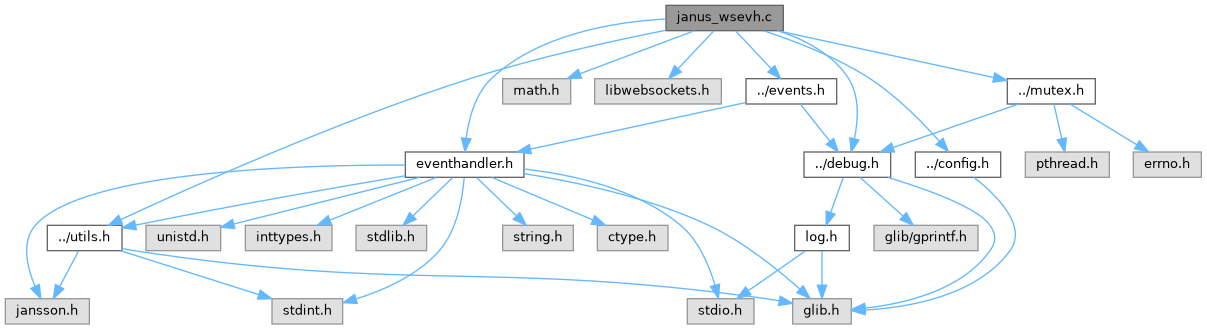 janus_wsevh.c
math.h
libwebsockets.h
../events.h
../mutex.h
eventhandler.h
../debug.h
../config.h
pthread.h
errno.h
../utils.h
unistd.h
inttypes.h
stdlib.h
string.h
ctype.h
log.h
glib/gprintf.h
jansson.h
stdint.h
stdio.h
glib.h